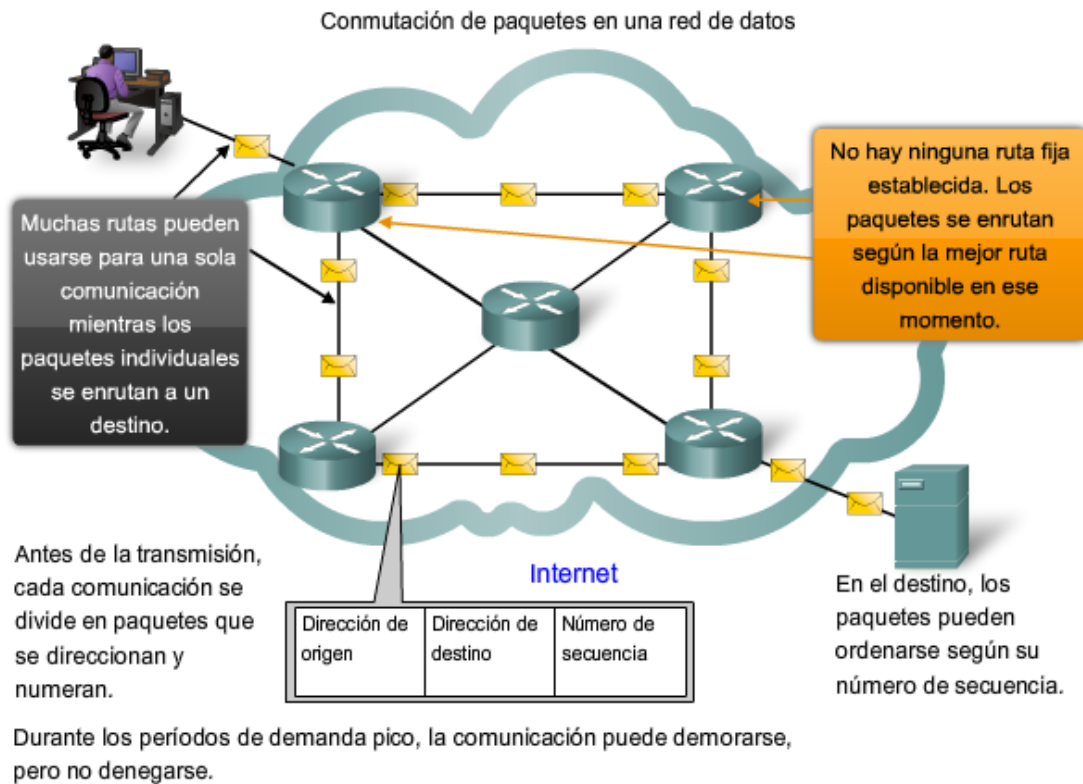 Conmutación de paquetes en una red de datos
Muchas rutas pueden
usarse para una sola
comunicación
mientras los
paquetes individuales
se enrutan a un
destino.
No hay ninguna ruta fija
establecida. Los
paquetes se enrutan
según la mejor ruta
disponible en ese
momento.
Antes de la transmisión,
cada comunicación se
divide en paquetes que
se direccionan y
numeran.
Internet
Dirección de
origen
Dirección de
destino
Número de
secuencia
En el destino, los
paquetes pueden
ordenarse según su
número de secuencia.
Durante los períodos de demanda pico, la comunicación puede demorarse,
pero no denegarse.